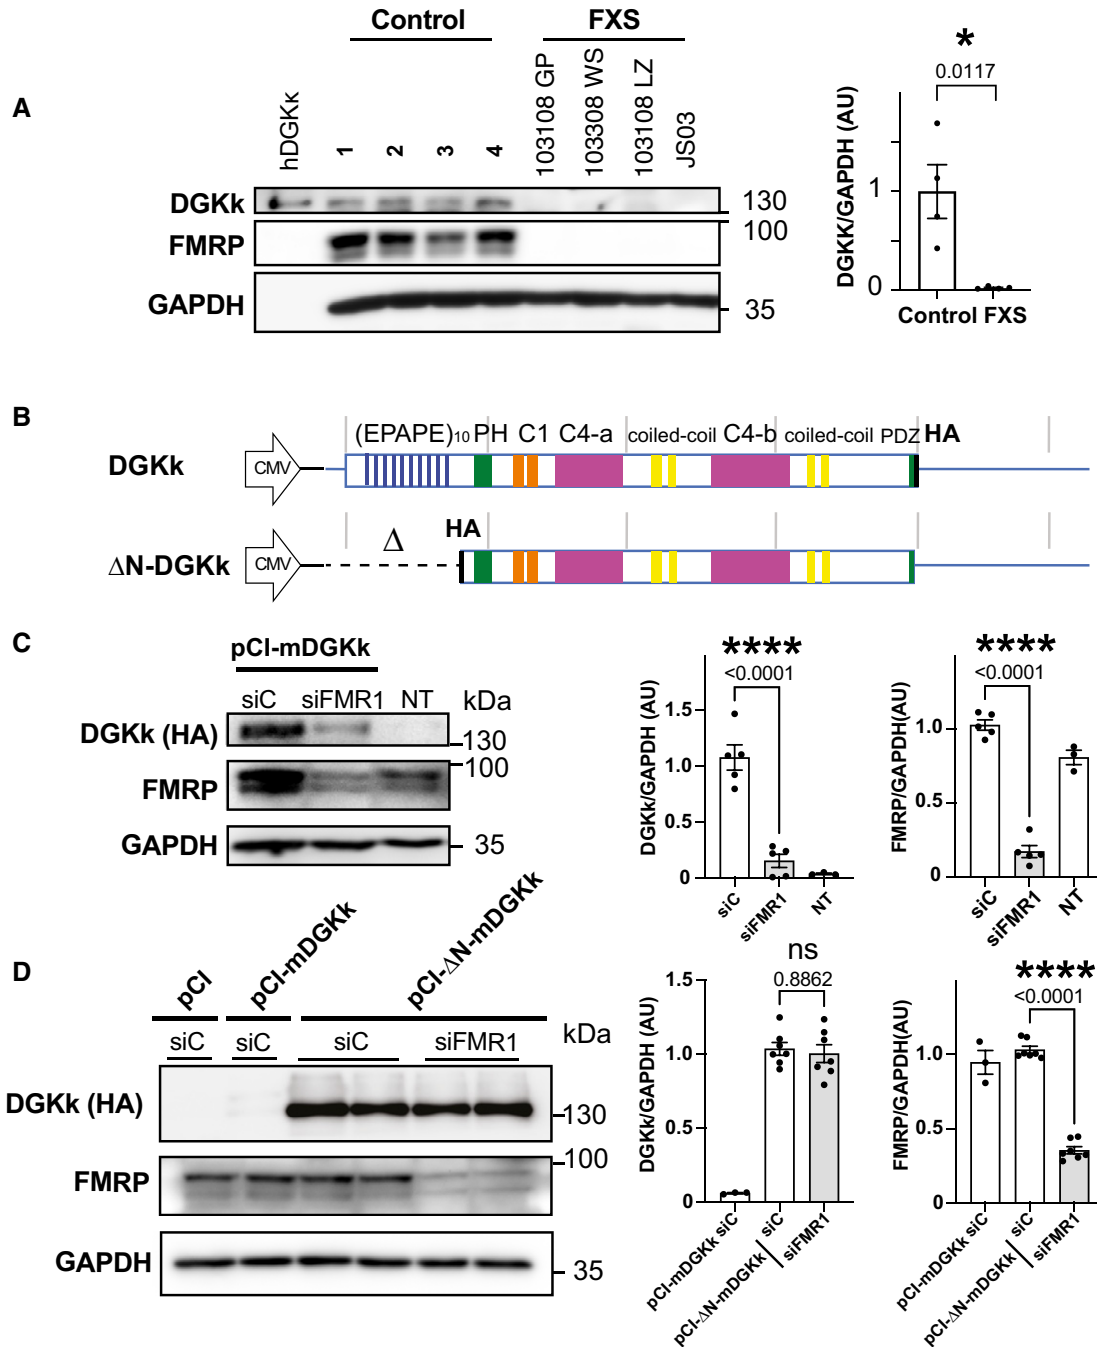 A
Control
FXS
hDGKκ
1
2
3
4
103108 GP
103308 WS
103108 LZ
JS03
DGKk
FMRP
GAPDH
130
100
35
*
0.0117
DGKK/GAPDH (AU)
1
0
Control FXS
B
(EPAPE)10 PH C1 C4-a coiled-coil C4-b coiled-coil PDZ HA
DGKk
CMV
HA
Δ
ΔN-DGKk
CMV
C
pCI-mDGKk
siC siFMR1 NT kDa
DGKk (HA)
130
100
FMRP
GAPDH
35
****
<0.0001
DGKk/GAPDH (AU)
1.5
1.0
0.5
0
siC
siFMR1
NT
****
<0.0001
FMRP/GAPDH(AU)
1.0
0.5
0
siC
siFMR1
NT
D
pCI
pCI-mDGKk
pCI-ΔN-mDGKk
siC siC siC siFMR1 kDa
DGKk (HA)
130
100
FMRP
GAPDH
35
ns
0.8862
DGKk/GAPDH (AU)
1.5
1.0
0.5
0
pCI-mDGKk siC
pCI-ΔN-mDGKk
siC
siFMR1
****
<0.0001
FMRP/GAPDH(AU)
1.0
0.5
0
pCI-mDGKk siC
pCI-ΔN-mDGKk
siC
siFMR1